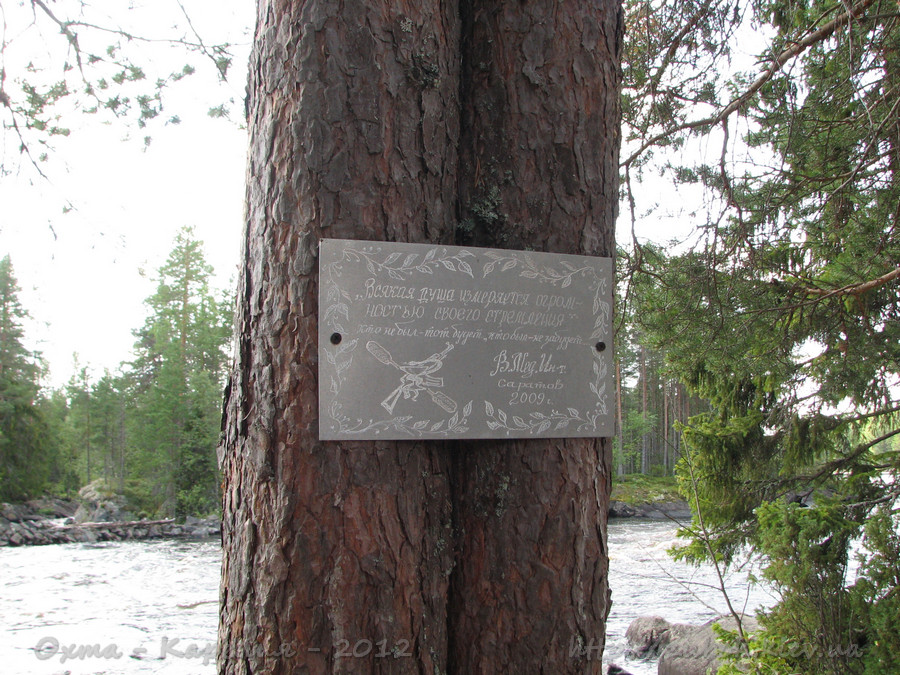 „Всякая душа измеряется огром-
ностью своего стремления"
Кто не был - тот будет, кто был - не забудет...
Саратов
2009 г.
Охта - Карелия - 2012